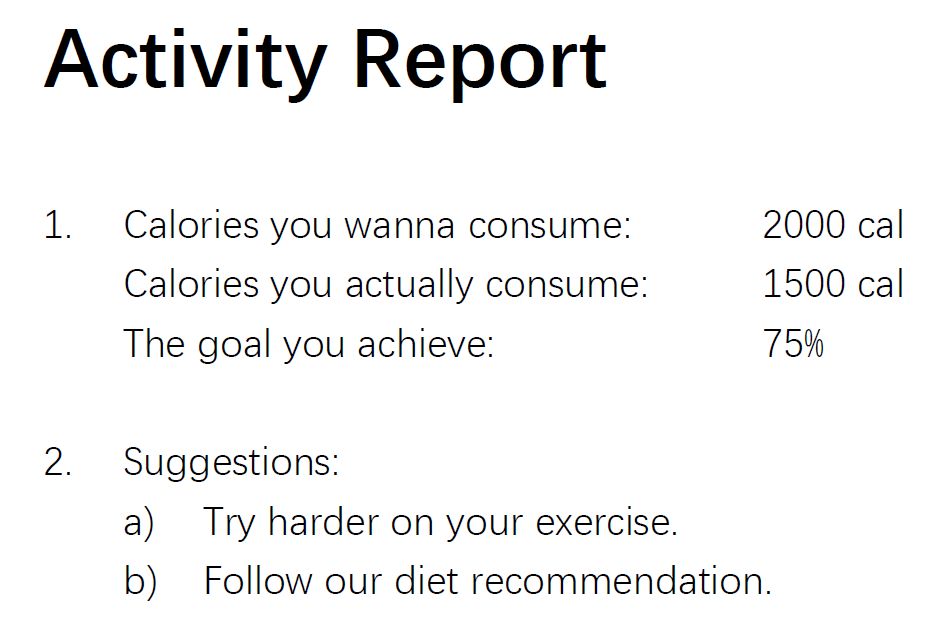 Activity Report
1. Calories you wanna consume: 2000 cal
Calories you actually consume: 1500 cal
The goal you achieve: 75%
2. Suggestions:
a) Try harder on your exercise.
b) Follow our diet recommendation.